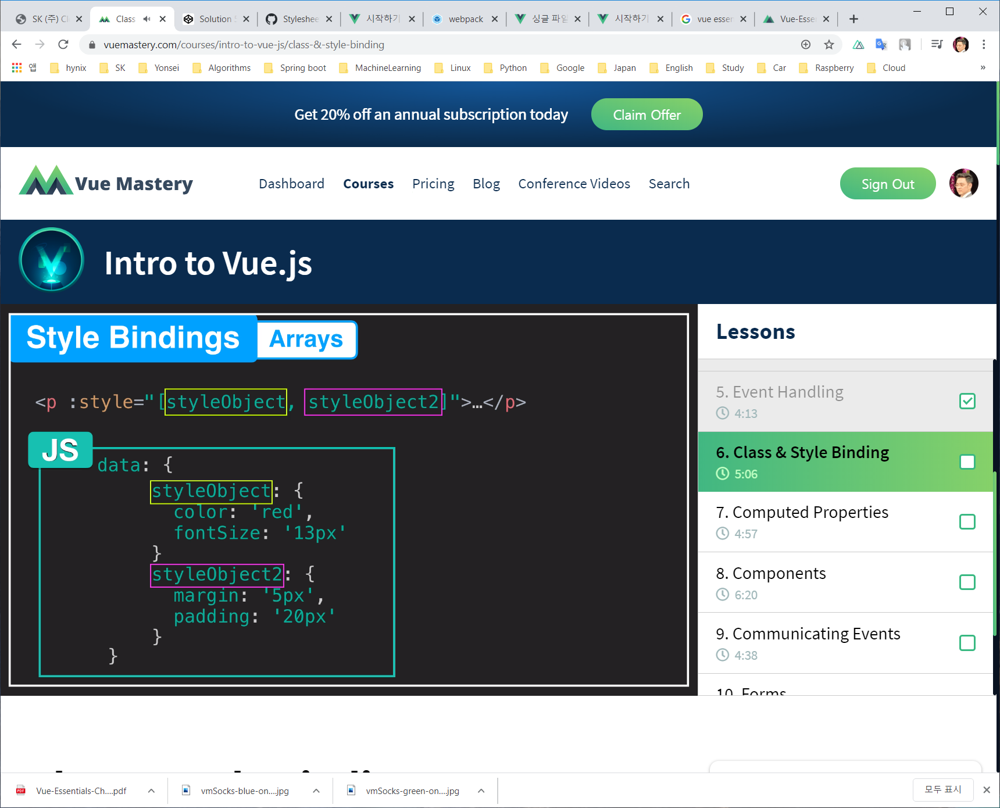 SK (주) C
Class
Solution
Styleshee
시작하기
webpack
싱글 파일
시작하기
vue essen
Vue-Esse
vuemastery.com/courses/intro-to-vue-js/class-&-style-binding
앱
hynix
SK
Yonsei
Algorithms
Spring boot
MachineLearning
Linux
Python
Google
Japan
English
Study
Car
Raspberry
Cloud
»
Get 20% off an annual subscription today
Claim Offer
Vue Mastery
Dashboard
Courses
Pricing
Blog
Conference Videos
Search
Sign Out
Intro to Vue.js
Style Bindings
Arrays
<p :style="[styleObject, styleObject2]">…</p>
JS
data: {
styleObject: {
color: 'red',
fontSize: '13px'
}
styleObject2: {
margin: '5px',
padding: '20px'
}
}
Lessons
5. Event Handling
4:13
6. Class & Style Binding
5:06
7. Computed Properties
4:57
8. Components
6:20
9. Communicating Events
4:38
10. Forms
Vue-Essentials-Ch....pdf
vmSocks-blue-on....jpg
vmSocks-green-on....jpg
모두 표시